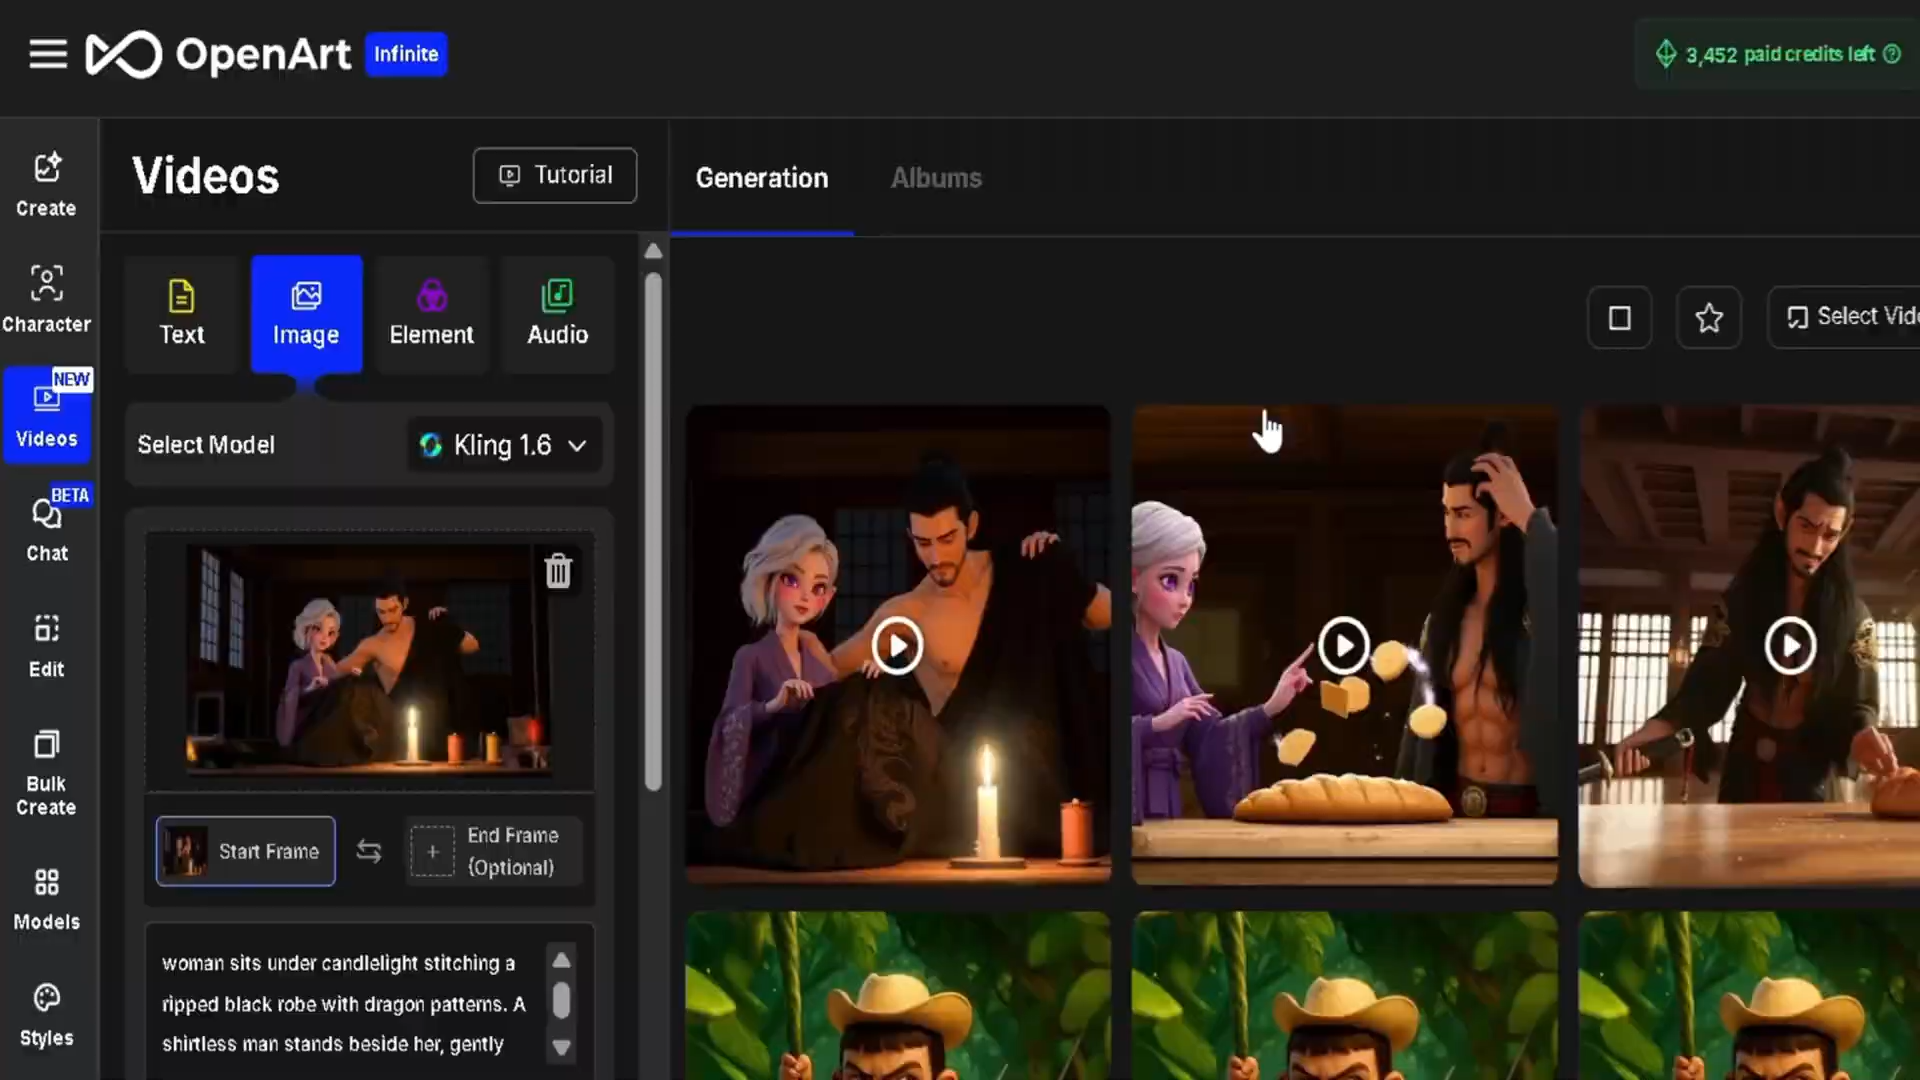 OpenArt Infinite
3,452 paid credits left
Create
Character
NEW
Videos
BETA
Chat
Edit
Bulk
Create
Models
Styles
Videos
Tutorial
Text
Image
Element
Audio
Select Model
Kling 1.6
Start Frame
End Frame
(Optional)
woman sits under candlelight stitching a
ripped black robe with dragon patterns. A
shirtless man stands beside her, gently
Generation
Albums
Select Vide